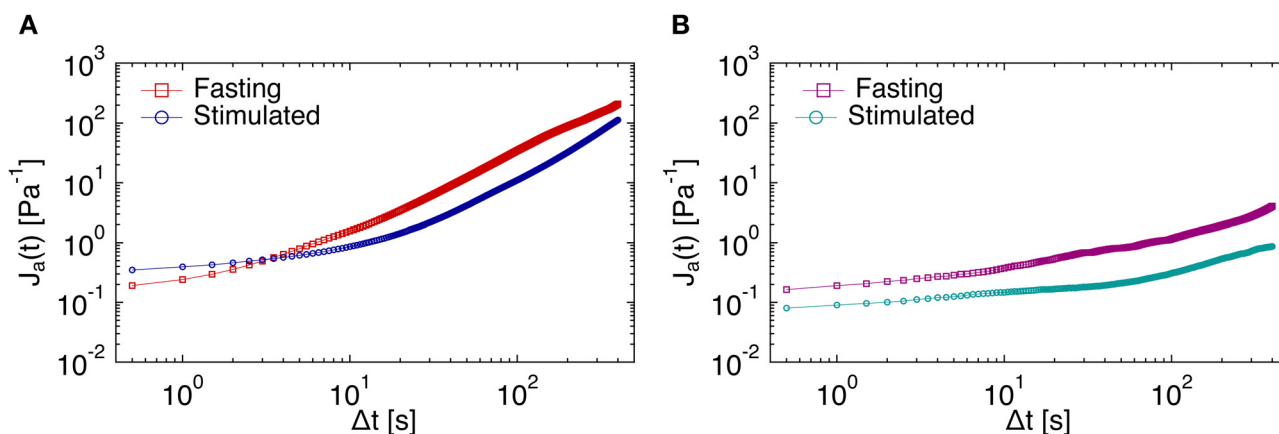 A
J_a(t) [Pa^-1]
10^3
10^2
10^1
10^0
10^-1
10^-2
Fasting
Stimulated
10^0 10^1 10^2
Δt [s]
B
J_a(t) [Pa^-1]
10^3
10^2
10^1
10^0
10^-1
10^-2
Fasting
Stimulated
10^0 10^1 10^2
Δt [s]